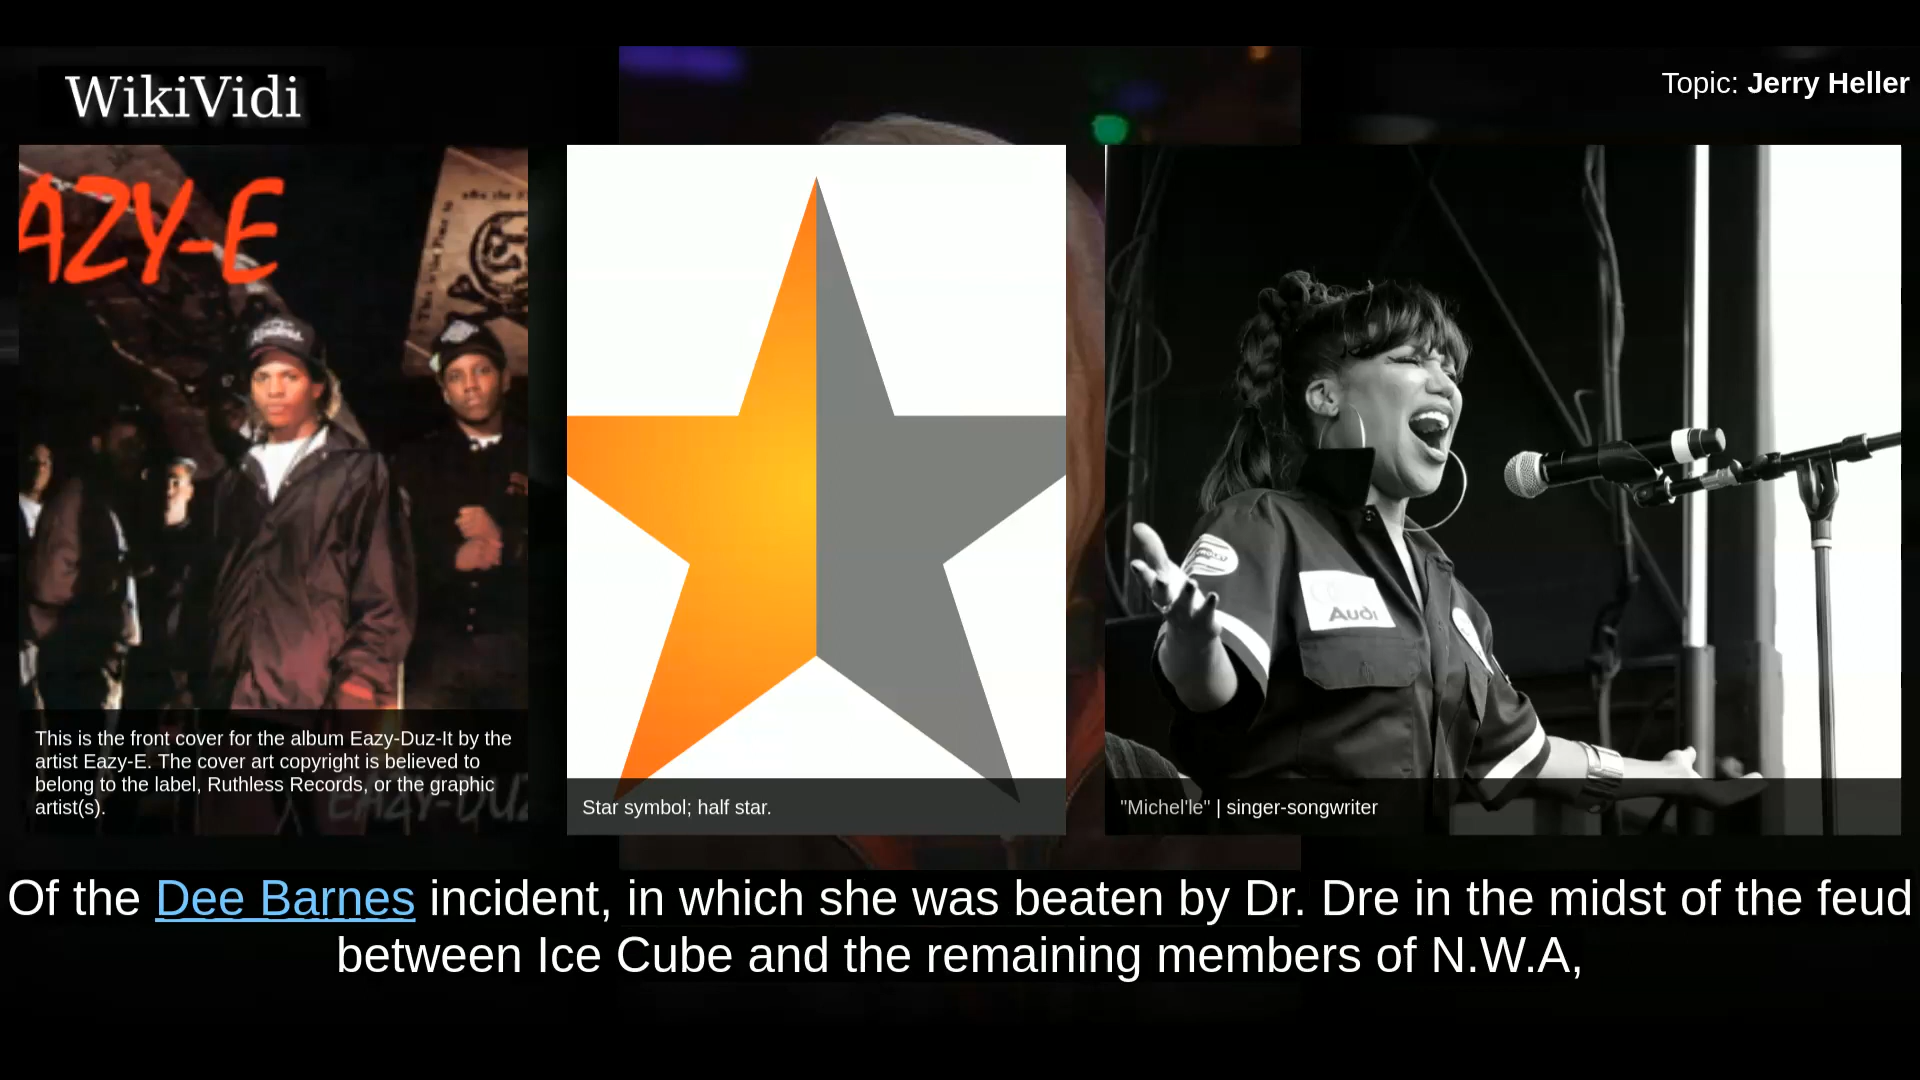 WikiVidi
Topic: Jerry Heller
AZY-E
This is the front cover for the album Eazy-Duz-It by the
artist Eazy-E. The cover art copyright is believed to
belong to the label, Ruthless Records, or the graphic
artist(s).
Star symbol; half star.
Audi
"Michel'le" | singer-songwriter
Of the Dee Barnes incident, in which she was beaten by Dr. Dre in the midst of the feud
between Ice Cube and the remaining members of N.W.A,